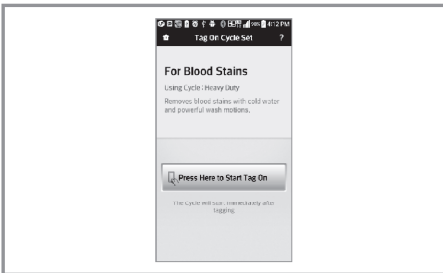 4:12 PM
Tag On Cycle Set ?
For Blood Stains
Using Cycle : Heavy Duty
Removes blood stains with cold water
and powerful wash motions.
Press Here to Start Tag On
The Cycle will start immediately after
tagging.